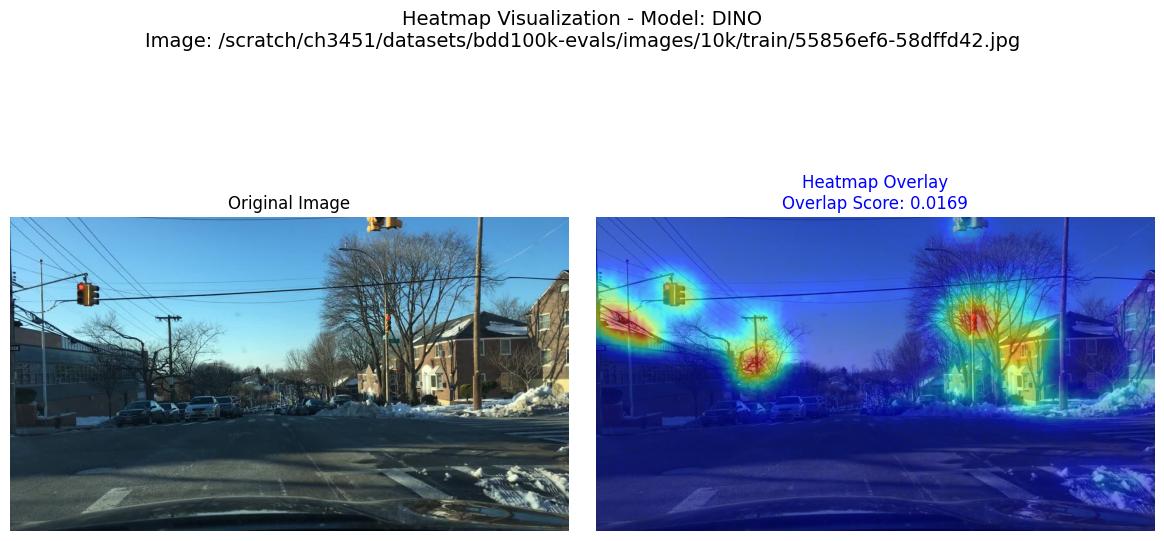 Heatmap Visualization - Model: DINO
Image: /scratch/ch3451/datasets/bdd100k-evals/images/10k/train/55856ef6-58dffd42.jpg
Original Image
Heatmap Overlay
Overlap Score: 0.0169